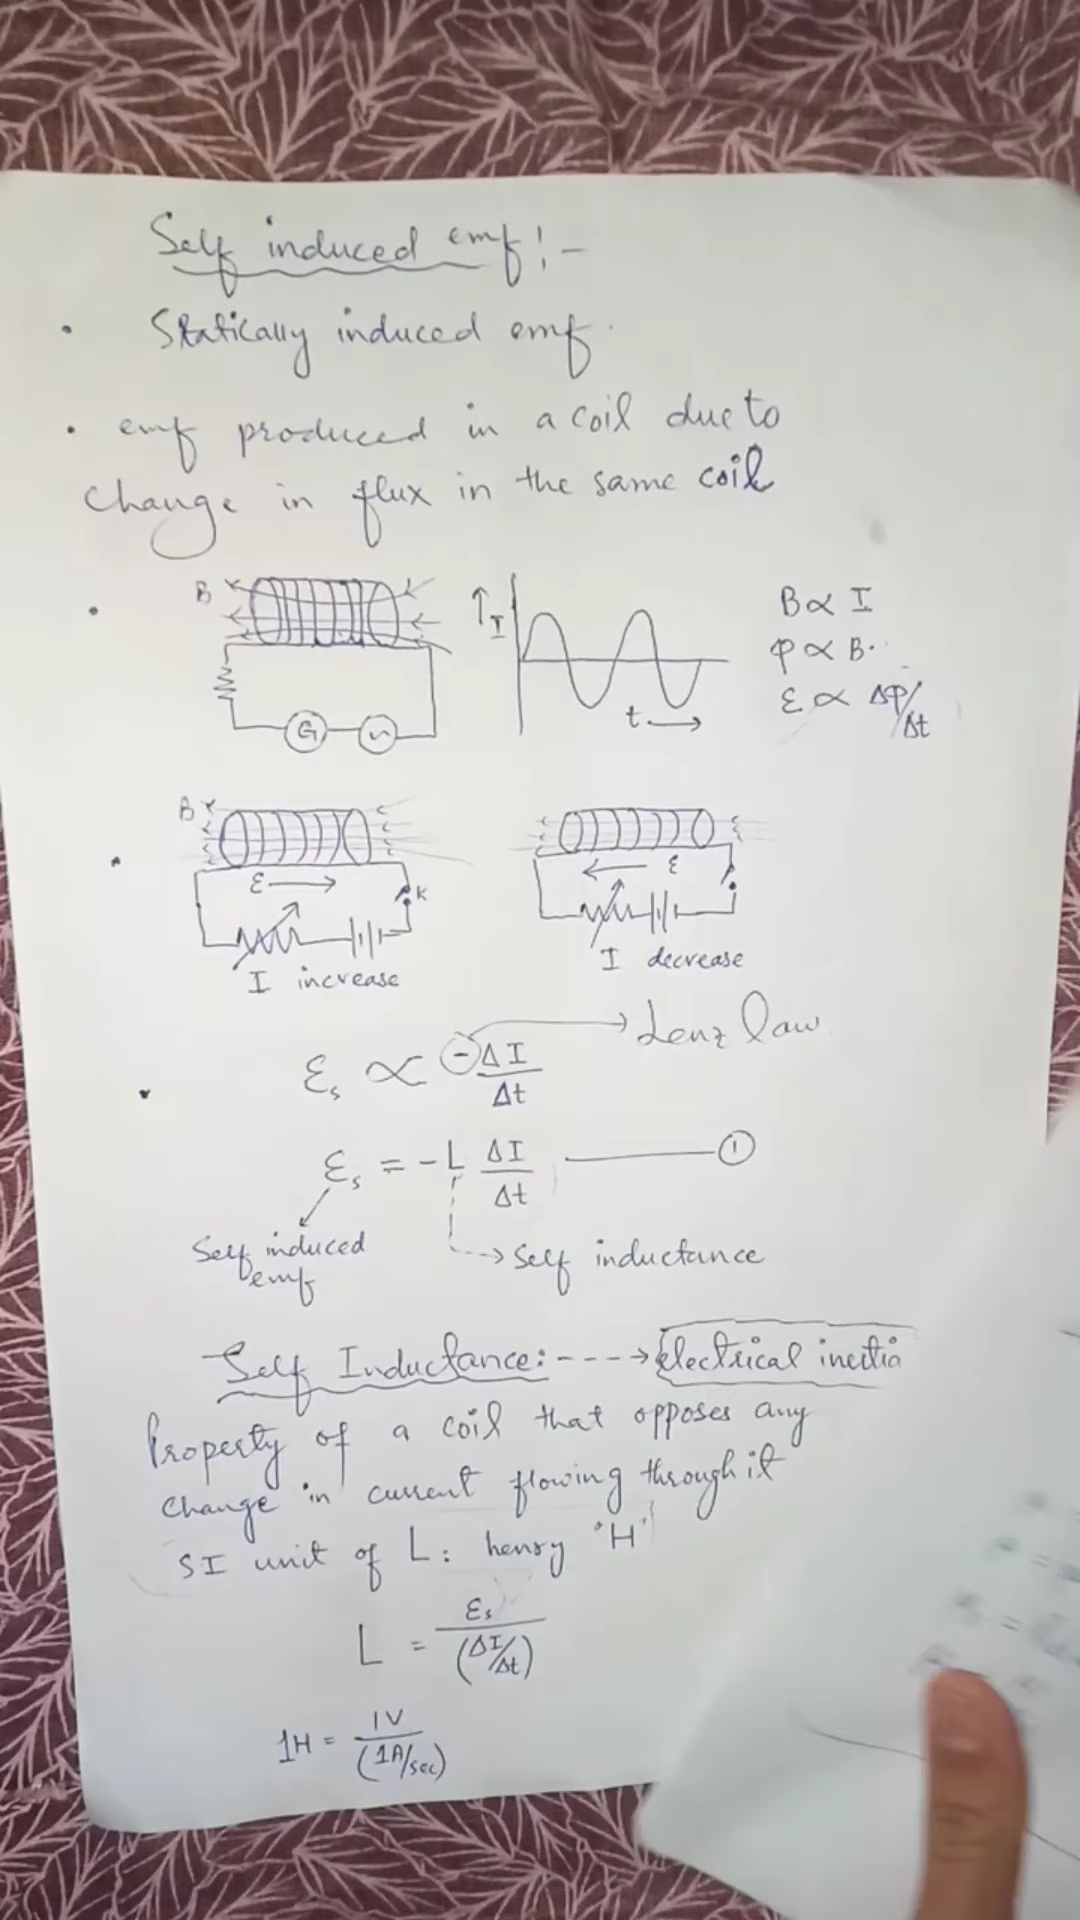 Self induced emf:-
• Statically induced emf.
• emf produced in a coil due to
change in flux in the same coil
B
G
↑I
t →
B ∝ I
φ ∝ B.
ε ∝ Δφ/Δt
B
ε →
K
I increase
← ε
I decrease
εs ∝ - ΔI/Δt → Lenz law.
εs = -L ΔI/Δt —— ①
Self induced
emf
Self inductance
Self Inductance: ---→ Electrical inertia
Property of a coil that opposes any
change in current flowing through it
SI unit of L: henry 'H'
L = εs/(ΔI/Δt)
1H = 1V/(1A/sec)